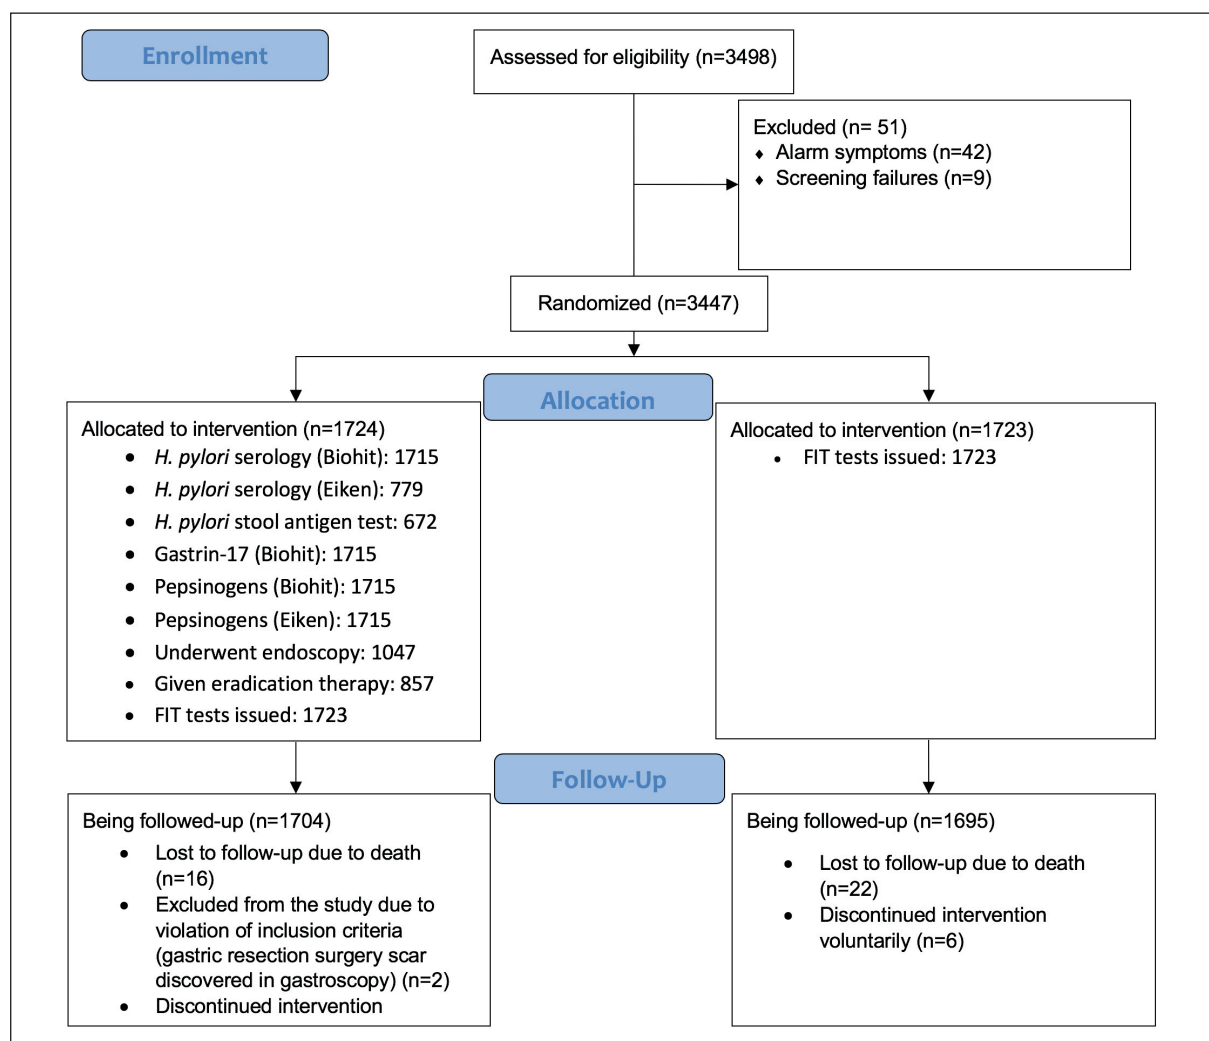 Enrollment
Assessed for eligibility (n=3498)
Excluded (n= 51)
♦ Alarm symptoms (n=42)
♦ Screening failures (n=9)
Randomized (n=3447)
Allocation
Allocated to intervention (n=1724)
• H. pylori serology (Biohit): 1715
• H. pylori serology (Eiken): 779
• H. pylori stool antigen test: 672
• Gastrin-17 (Biohit): 1715
• Pepsinogens (Biohit): 1715
• Pepsinogens (Eiken): 1715
• Underwent endoscopy: 1047
• Given eradication therapy: 857
• FIT tests issued: 1723
Allocated to intervention (n=1723)
• FIT tests issued: 1723
Follow-Up
Being followed-up (n=1704)
• Lost to follow-up due to death
(n=16)
• Excluded from the study due to
violation of inclusion criteria
(gastric resection surgery scar
discovered in gastroscopy) (n=2)
• Discontinued intervention
Being followed-up (n=1695)
• Lost to follow-up due to death
(n=22)
• Discontinued intervention
voluntarily (n=6)